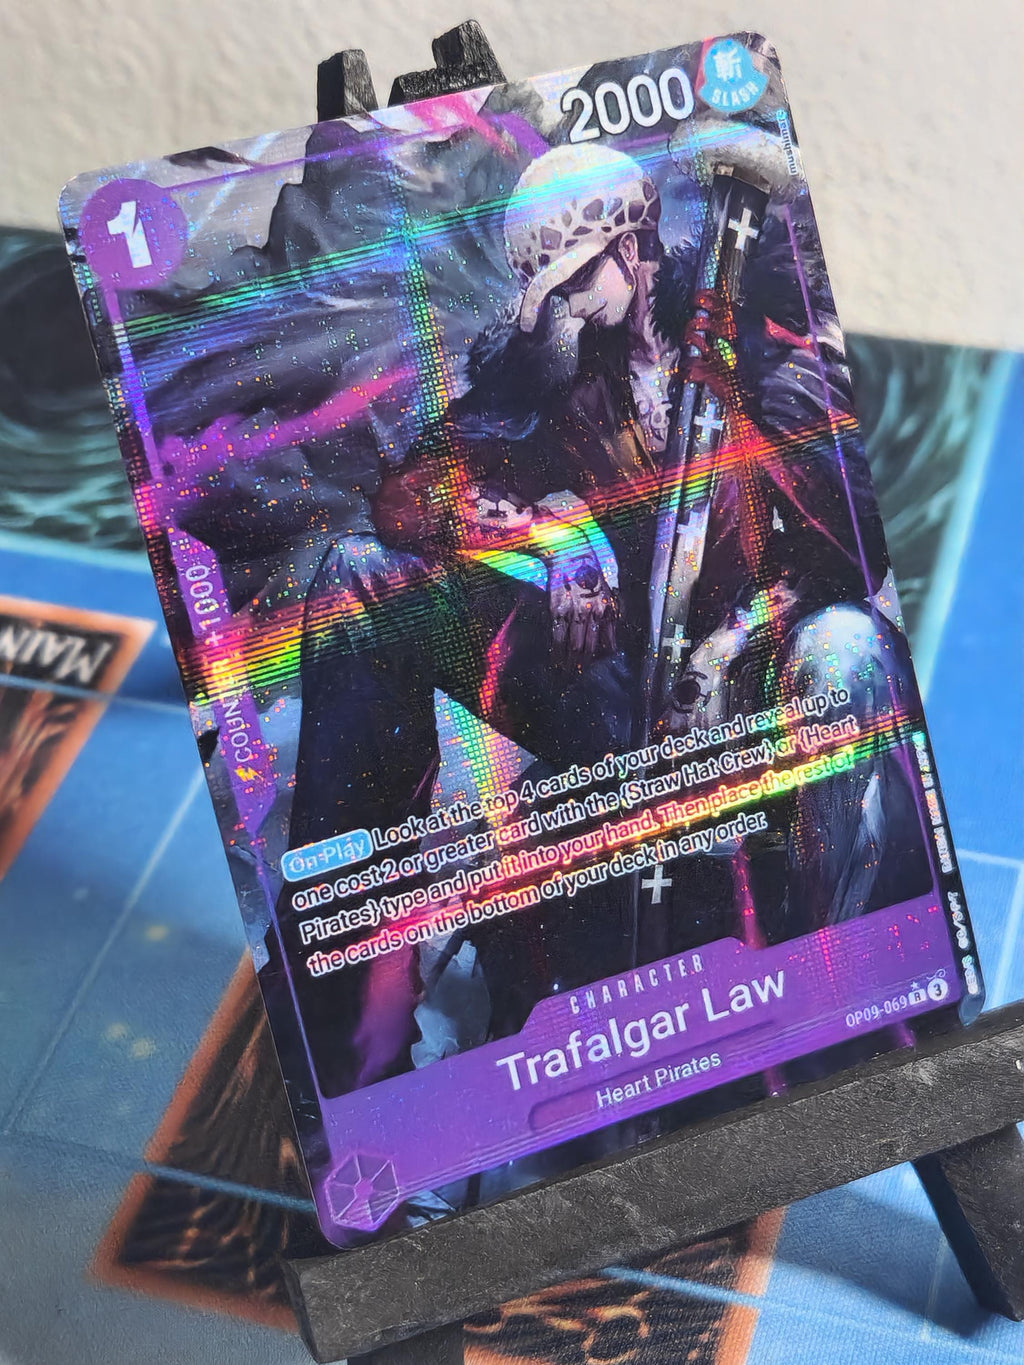 1
2000
斬
SLASH
mushimaro
COUNTER +1000
On Play Look at the top 4 cards of your deck and reveal up to
one cost 2 or greater card with the {Straw Hat Crew} or {Heart
Pirates} type and put it into your hand. Then place the rest of
the cards on the bottom of your deck in any order.
CHARACTER
Trafalgar Law
Heart Pirates
OP09-069 R 3
MAIN